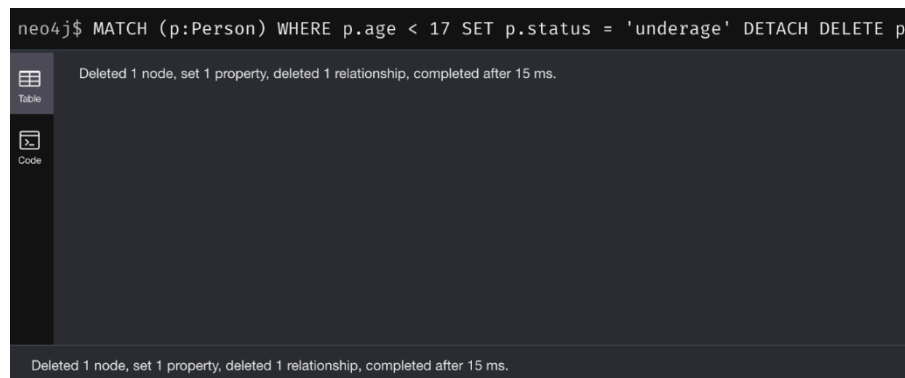 neo4j$ MATCH (p:Person) WHERE p.age < 17 SET p.status = 'underage' DETACH DELETE p
Table
Deleted 1 node, set 1 property, deleted 1 relationship, completed after 15 ms.
Code
Deleted 1 node, set 1 property, deleted 1 relationship, completed after 15 ms.